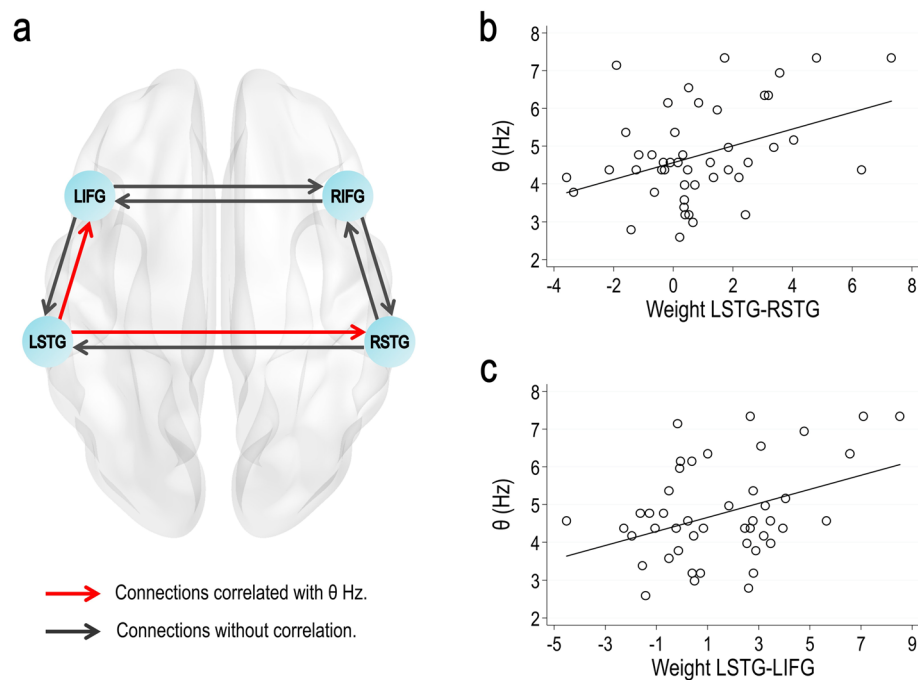 a
LIFG
RIFG
LSTG
RSTG
Connections correlated with θ Hz.
Connections without correlation.
b
8
7
6
5
4
3
2
θ (Hz)
-4 -2 0 2 4 6 8
Weight LSTG-RSTG
c
8
7
6
5
4
3
2
θ (Hz)
-5 -3 -1 1 3 5 7 9
Weight LSTG-LIFG